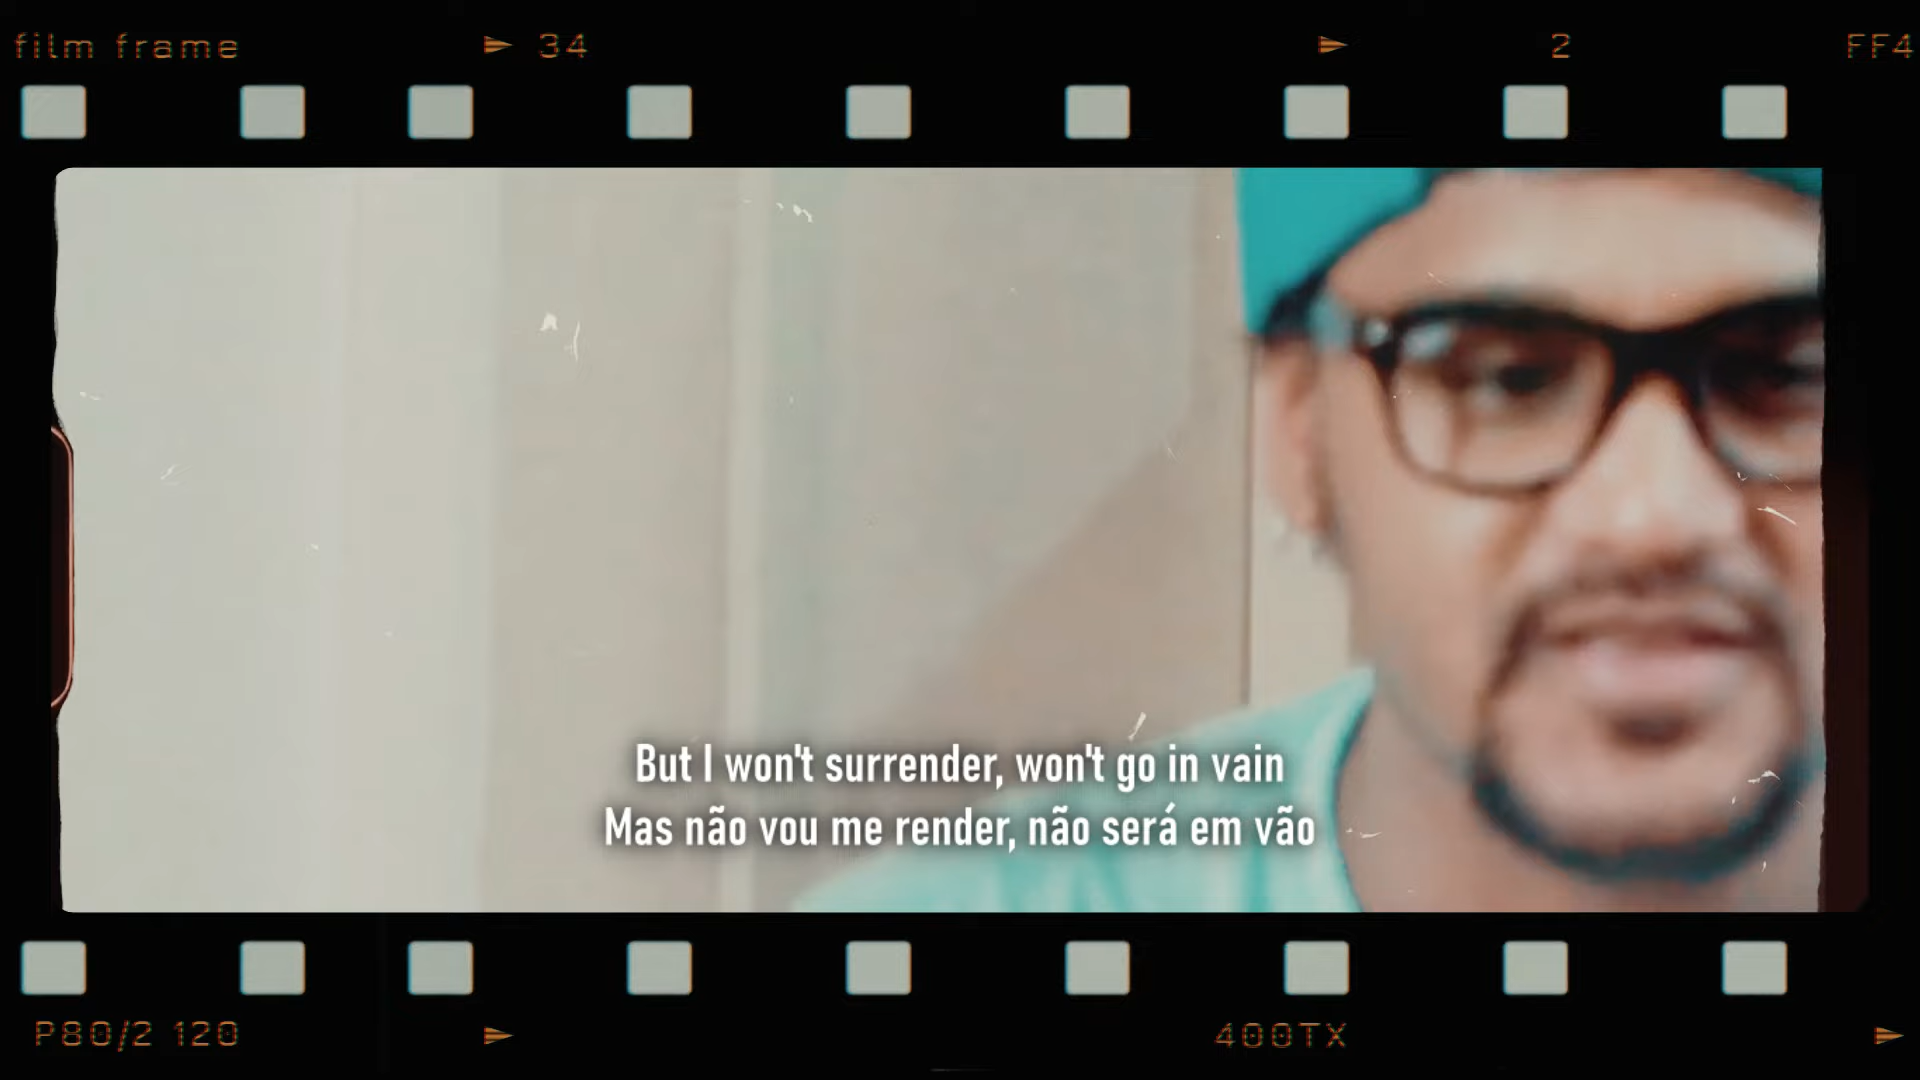 film frame 34 2 FF4
But I won't surrender, won't go in vain
Mas não vou me render, não será em vão
P80/2 120 400TX